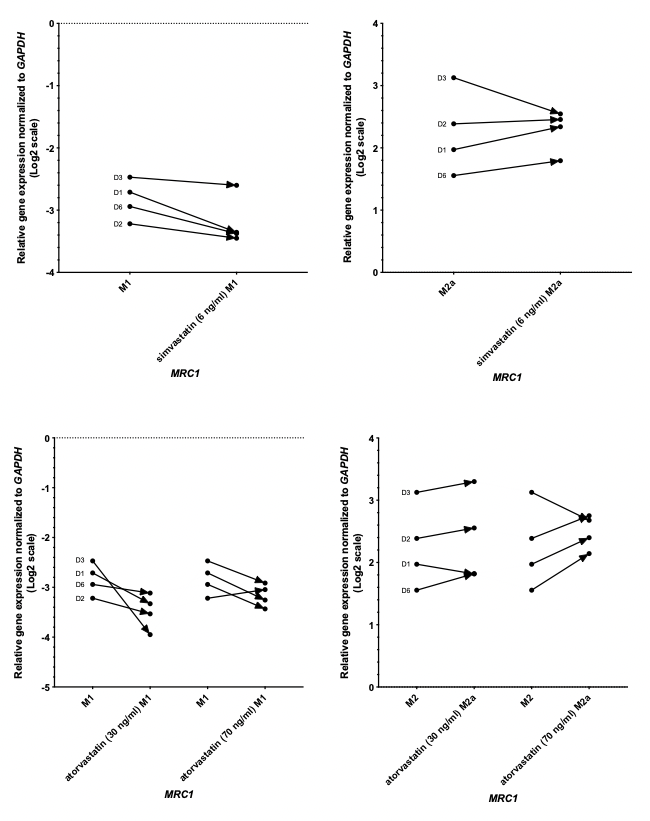 Relative gene expression normalized to GAPDH
(Log2 scale)
0
-1
-2
-3
-4
D3
D1
D6
D2
M1
simvastatin (6 ng/ml) M1
MRC1
Relative gene expression normalized to GAPDH
(Log2 scale)
4
3
2
1
0
D3
D2
D1
D6
M2a
simvastatin (6 ng/ml) M2a
MRC1
Relative gene expression normalized to GAPDH
(Log2 scale)
0
-1
-2
-3
-4
-5
D3
D1
D6
D2
M1
atorvastatin (30 ng/ml) M1
M1
atorvastatin (70 ng/ml) M1
MRC1
Relative gene expression normalized to GAPDH
(Log2 scale)
4
3
2
1
0
D3
D2
D1
D6
M2
atorvastatin (30 ng/ml) M2a
M2
atorvastatin (70 ng/ml) M2a
MRC1